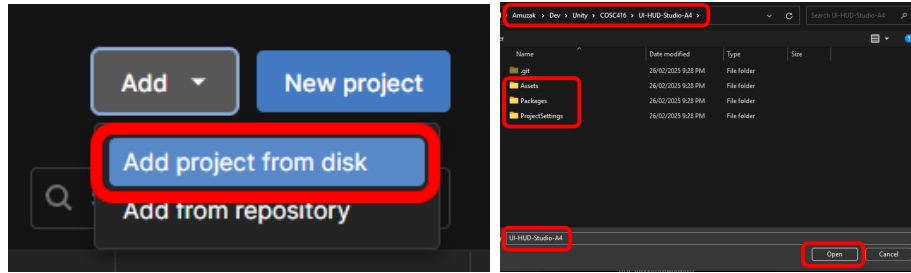 Add
New project
Add project from disk
Add from repository
Amuzak > Dev > Unity > COSC416 > UI-HUD-Studio-A4 >
Search UI-HUD-Studio-A4
Name Date modified Type Size
.git 26/02/2025 9:28 PM File folder
Assets 26/02/2025 9:28 PM File folder
Packages 26/02/2025 9:28 PM File folder
ProjectSettings 26/02/2025 9:28 PM File folder
UI-HUD-Studio-A4
Open Cancel